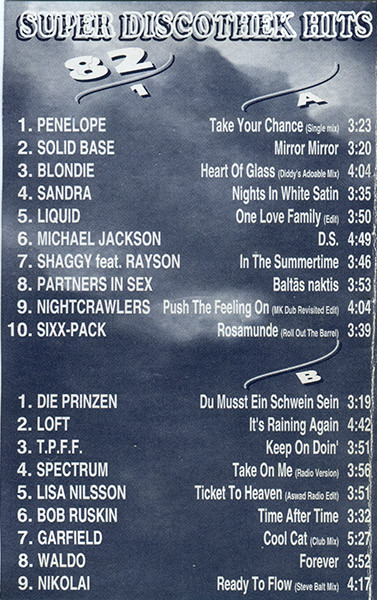 SUPER DISCOTHEK HITS
82
1
A
1. PENELOPE Take Your Chance (Single mix) 3:23
2. SOLID BASE Mirror Mirror 3:20
3. BLONDIE Heart Of Glass (Diddy's Adoable Mix) 4:04
4. SANDRA Nights In White Satin 3:35
5. LIQUID One Love Family (Edit) 3:50
6. MICHAEL JACKSON D.S. 4:49
7. SHAGGY feat. RAYSON In The Summertime 3:46
8. PARTNERS IN SEX Baltās naktis 3:53
9. NIGHTCRAWLERS Push The Feeling On (MK Dub Revisited Edit) 4:04
10. SIXX-PACK Rosamunde (Roll Out The Barrel) 3:39
B
1. DIE PRINZEN Du Musst Ein Schwein Sein 3:19
2. LOFT It's Raining Again 4:42
3. T.P.F.F. Keep On Doin' 3:51
4. SPECTRUM Take On Me (Radio Version) 3:56
5. LISA NILSSON Ticket To Heaven (Aswad Radio Edit) 3:51
6. BOB RUSKIN Time After Time 3:32
7. GARFIELD Cool Cat (Club Mix) 5:27
8. WALDO Forever 3:52
9. NIKOLAI Ready To Flow (Steve Balt Mix) 4:17